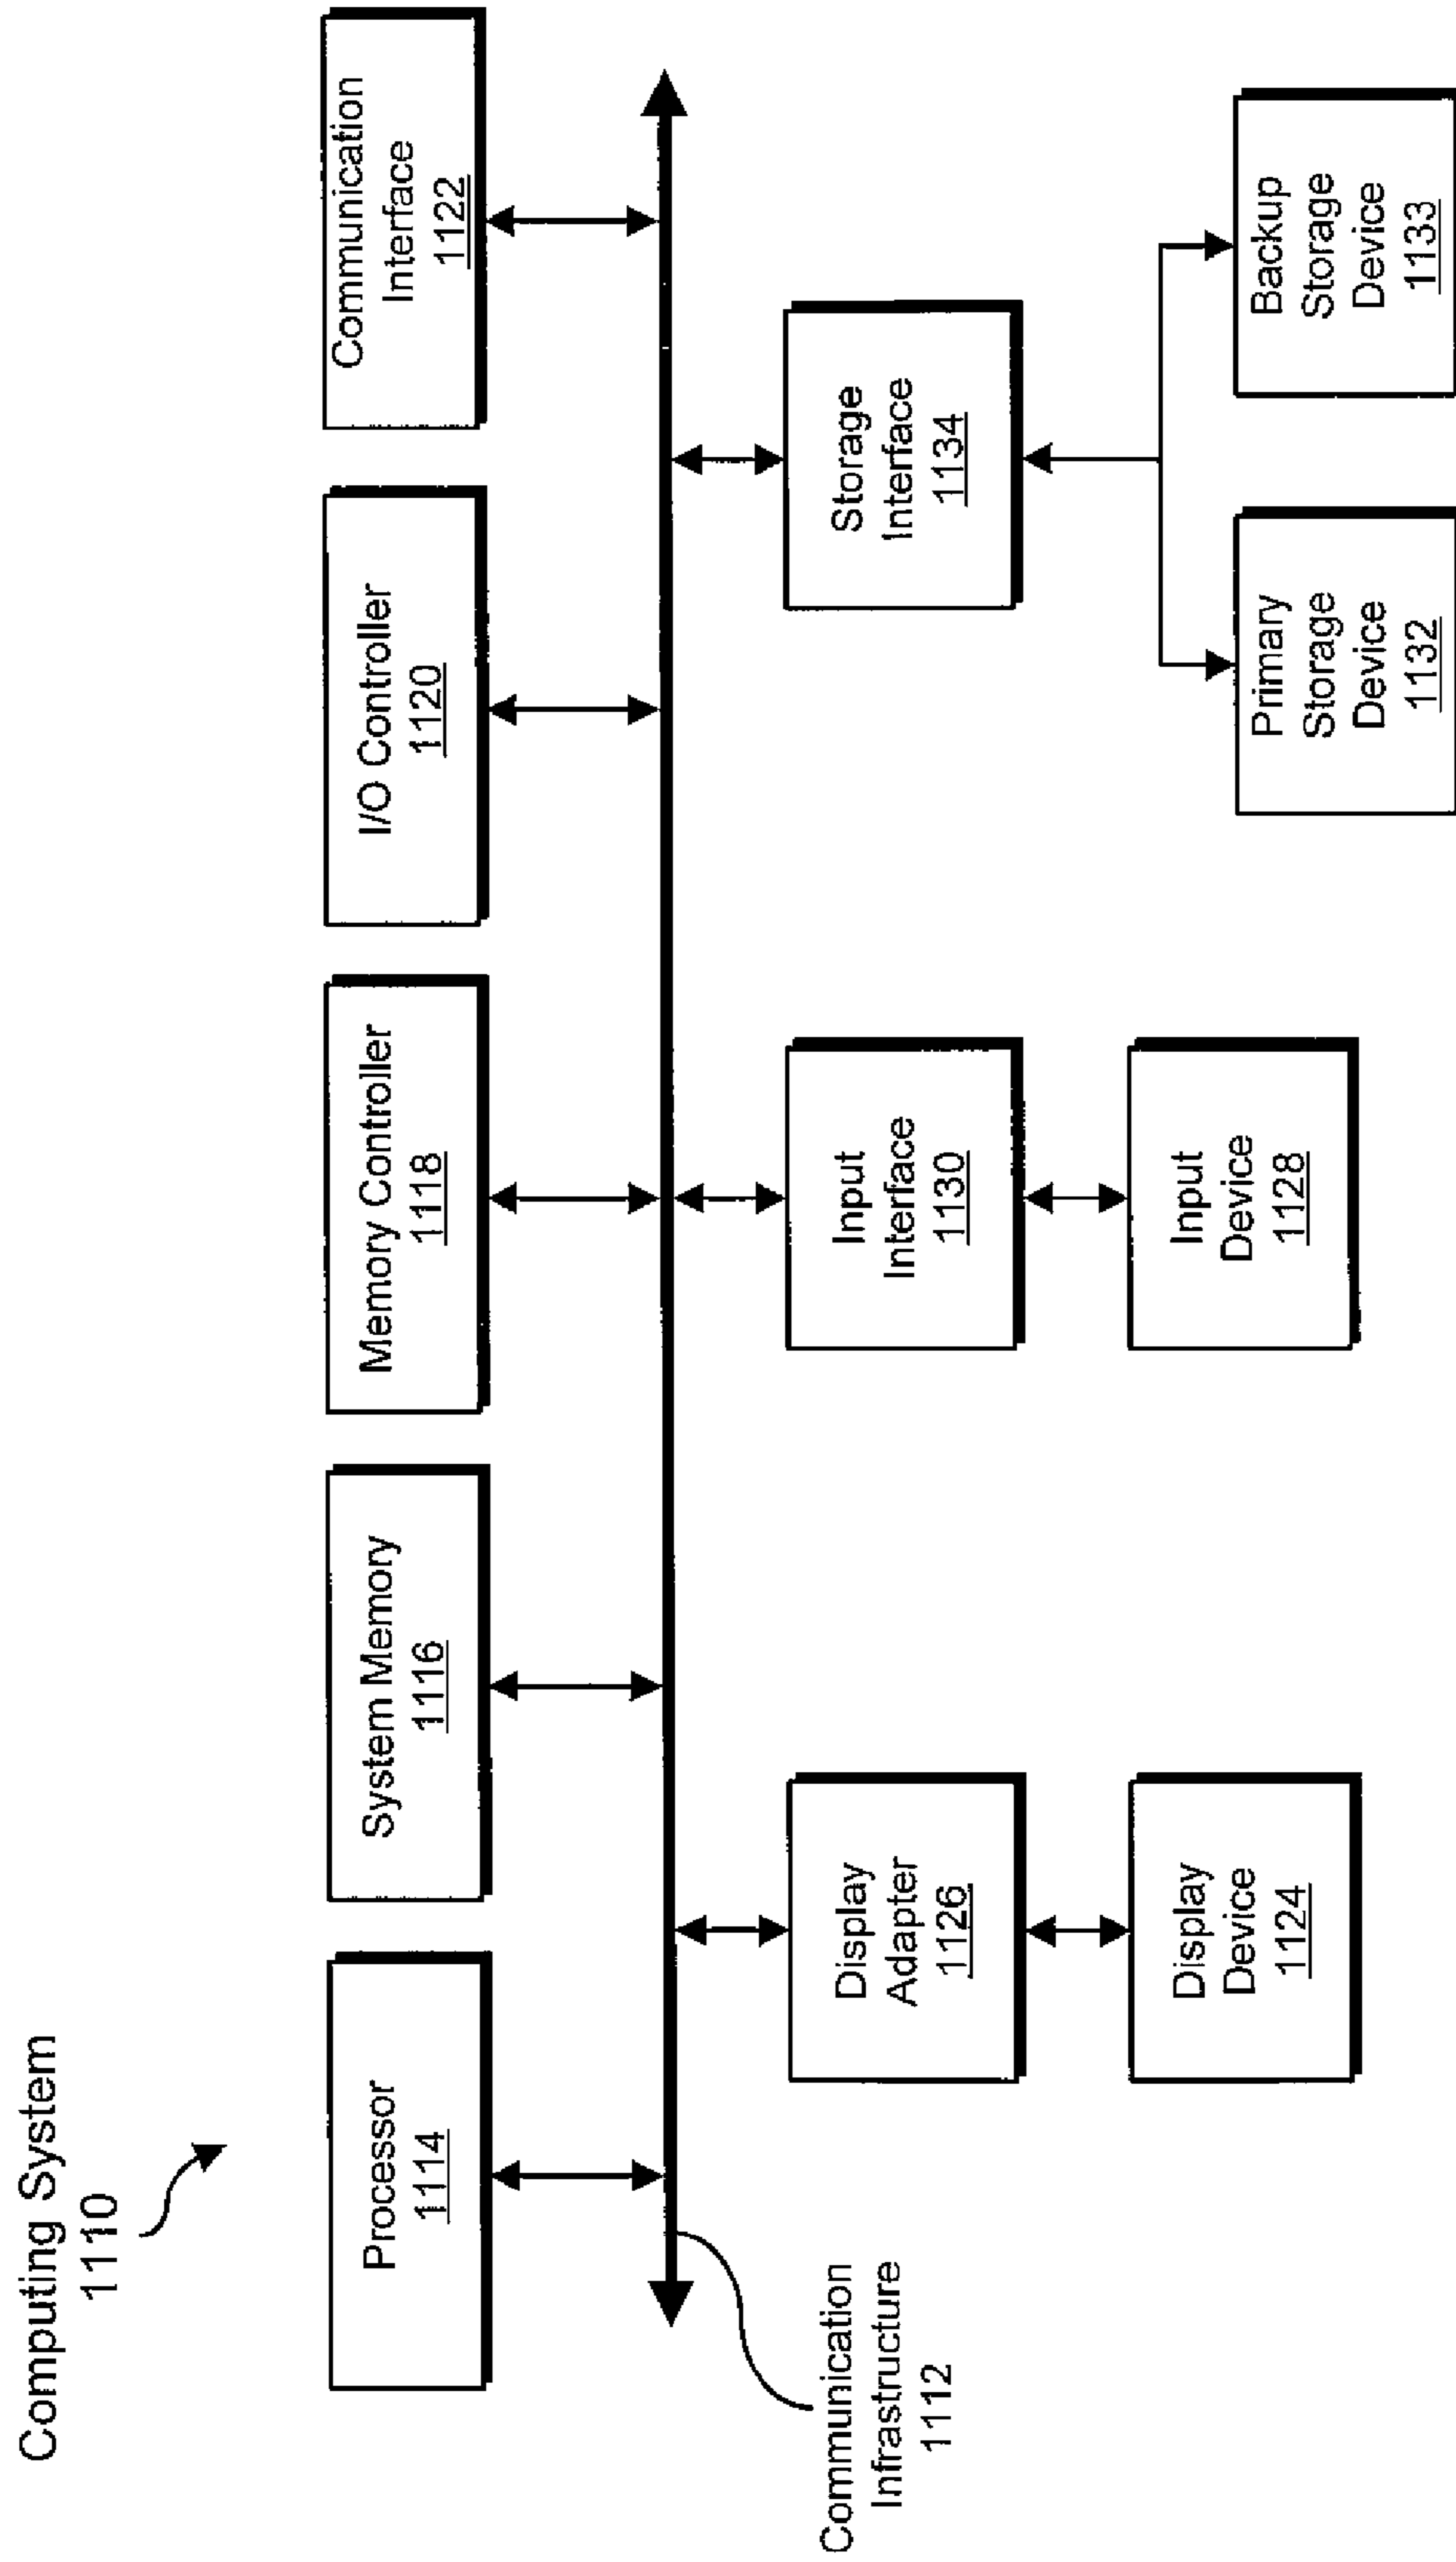 Computing System
1110
Processor
1114
System Memory
1116
Memory Controller
1118
I/O Controller
1120
Communication
Interface
1122
Communication
Infrastructure
1112
Display
Adapter
1126
Input
Interface
1130
Storage
Interface
1134
Display
Device
1124
Input
Device
1128
Primary
Storage
Device
1132
Backup
Storage
Device
1133